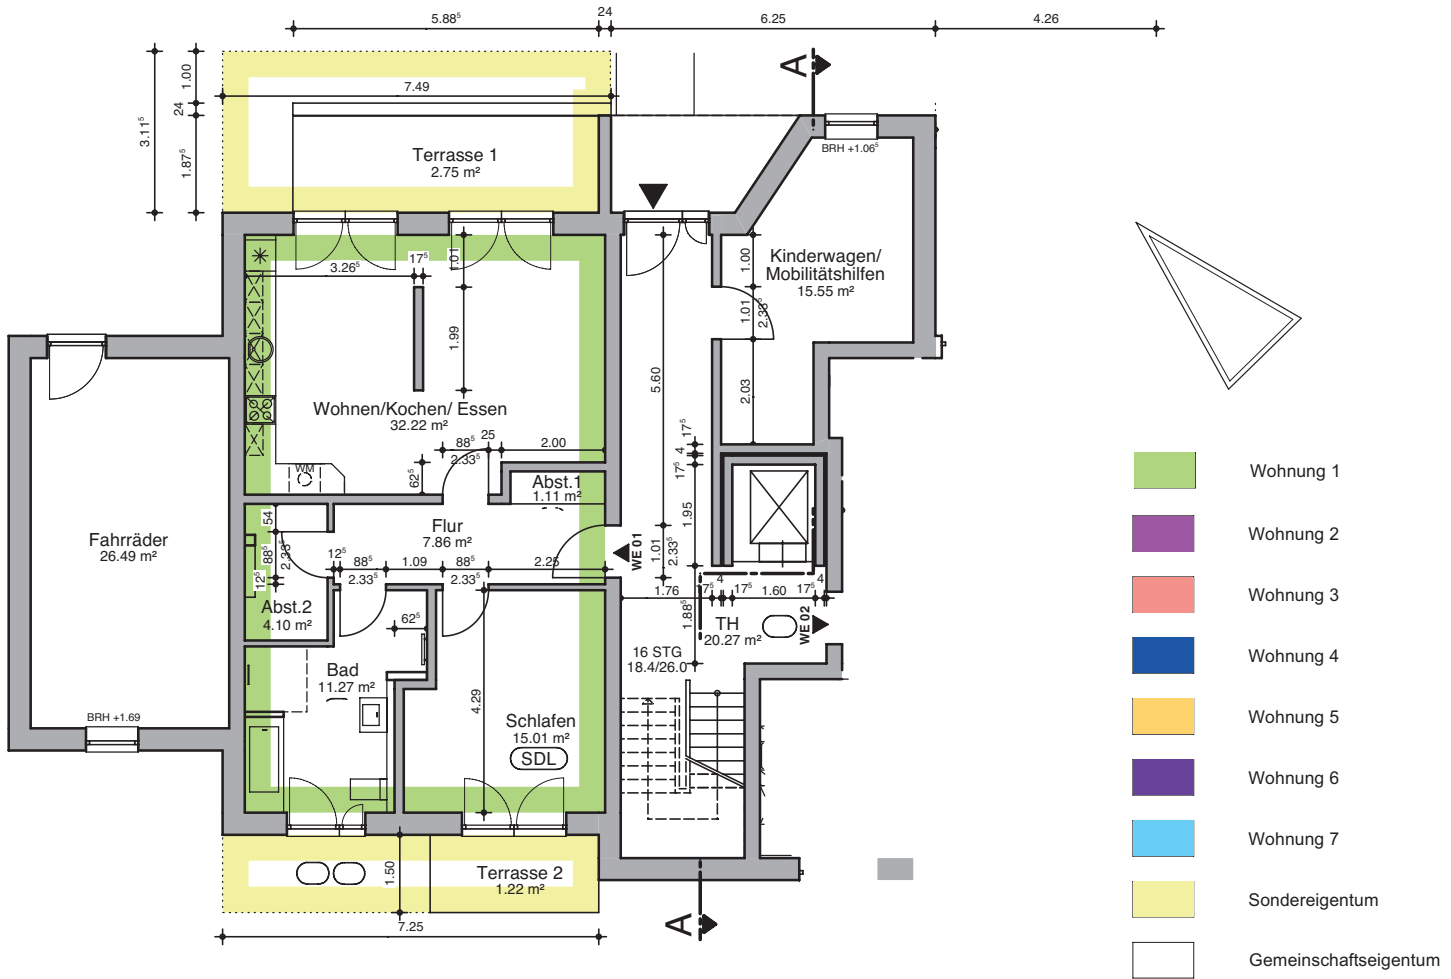 5.88⁵
24
6.25
4.26
A
1.00
24
3.11⁵
1.87⁵
7.49
Terrasse 1
2.75 m²
BRH +1.06⁵
Kinderwagen/
Mobilitätshilfen
15.55 m²
3.26⁵
17⁵
1.01
1.99
1.00
1.01
2.33⁵
2.03
5.60
Wohnen/Kochen/ Essen
32.22 m²
88⁵
2.33⁵
25
2.00
62⁵
WM
Abst.1
1.11 m²
17⁵
4
17⁵
1.95
Fahrräder
26.49 m²
54
88⁵
2.33⁵
12⁵
Flur
7.86 m²
12⁵
88⁵
2.33⁵
1.09
88⁵
2.33⁵
2.25
WE 01
1.01
2.33⁵
Abst.2
4.10 m²
62⁵
1.76
17⁵
4
17⁵
1.60
17⁵
4
1.88⁵
TH
20.27 m²
WE 02
16 STG
18.4/26.0
Bad
11.27 m²
4.29
Schlafen
15.01 m²
SDL
BRH +1.69
1.50
Terrasse 2
1.22 m²
7.25
A
Wohnung 1
Wohnung 2
Wohnung 3
Wohnung 4
Wohnung 5
Wohnung 6
Wohnung 7
Sondereigentum
Gemeinschaftseigentum